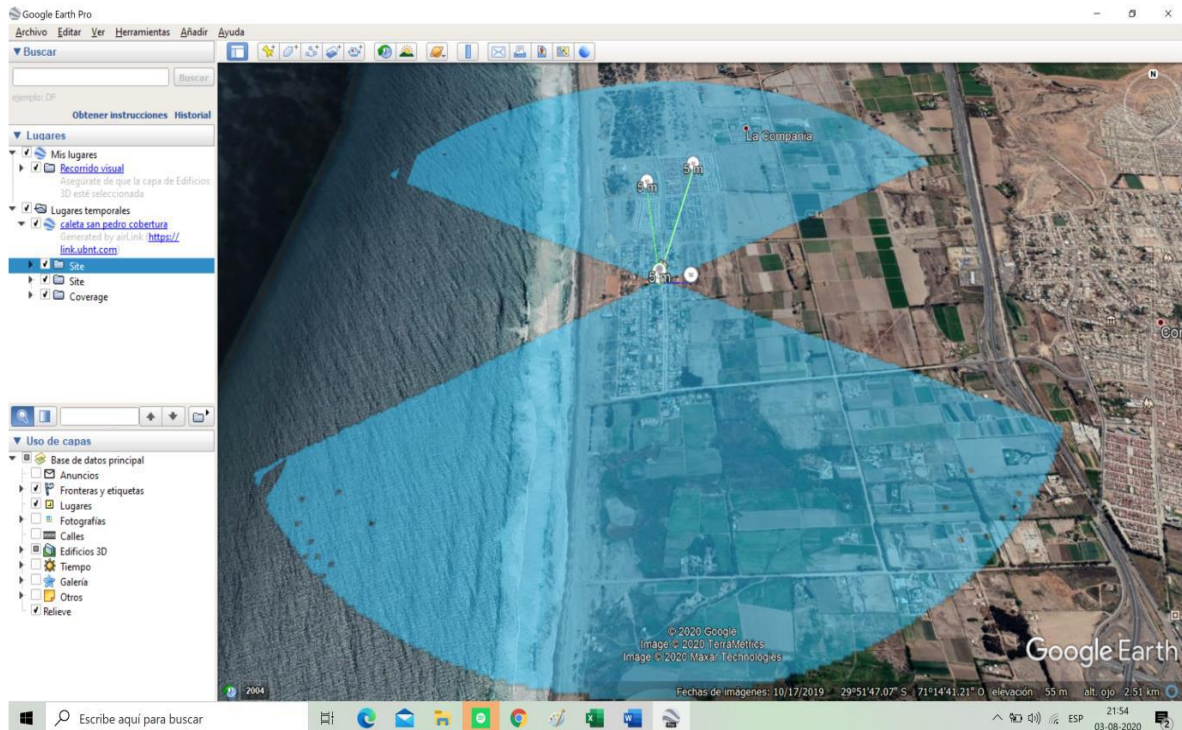 Google Earth Pro
Archivo Editar Ver Herramientas Añadir Ayuda
Buscar
Buscar
ejemplo: DF
Obtener instrucciones Historial
Lugares
Mis lugares
Recorrido visual
Asegúrate de que la capa de Edificios
3D esté seleccionada
Lugares temporales
caleta san pedro cobertura
Generated by airLink (https://
link.ubnt.com)
Site
Site
Coverage
Uso de capas
Base de datos principal
Anuncios
Fronteras y etiquetas
Lugares
Fotografías
Calles
Edificios 3D
Tiempo
Galería
Otros
Relieve
N
La Compania
5 m
5 m
5 m
© 2020 Google
Image © 2020 TerraMetrics
Image © 2020 Maxar Technologies
Google Earth
2004
Fechas de imágenes: 10/17/2019 29°51'47.07" S 71°14'41.21" O elevación 55 m alt. ojo 2.51 km
Escribe aquí para buscar
ESP
21:54
03-08-2020
2